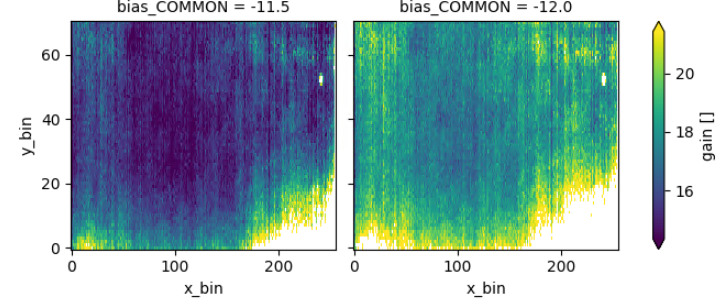 bias_COMMON = -11.5
bias_COMMON = -12.0
60
40
20
0
y_bin
0
100
200
x_bin
0
100
200
x_bin
20
18
16
gain []